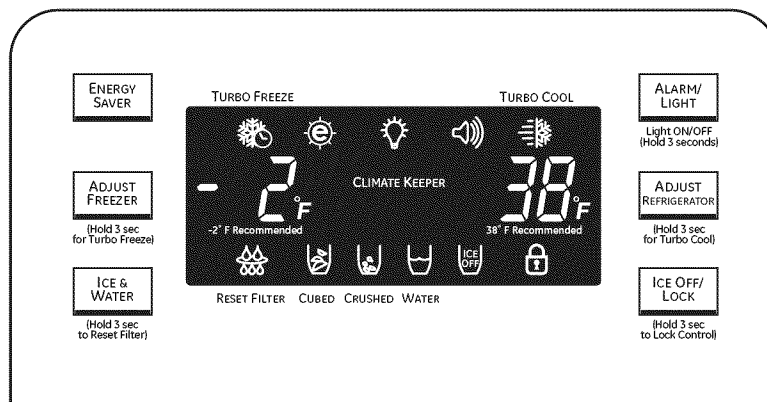 ENERGY
SAVER
TURBO FREEZE
TURBO COOL
ALARM/
LIGHT
Light ON/OFF
(Hold 3 seconds)
e
ADJUST
FREEZER
(Hold 3 sec
for Turbo Freeze)
-2°F
-2° F Recommended
CLIMATE KEEPER
38°F
38° F Recommended
ADJUST
REFRIGERATOR
(Hold 3 sec
for Turbo Cool)
ICE &
WATER
(Hold 3 sec
to Reset Filter)
ICE
OFF
RESET FILTER CUBED CRUSHED WATER
ICE OFF/
LOCK
(Hold 3 sec
to Lock Control)